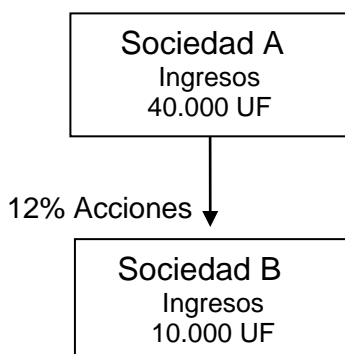 Sociedad A
Ingresos
40.000 UF
12% Acciones
Sociedad B
Ingresos
10.000 UF